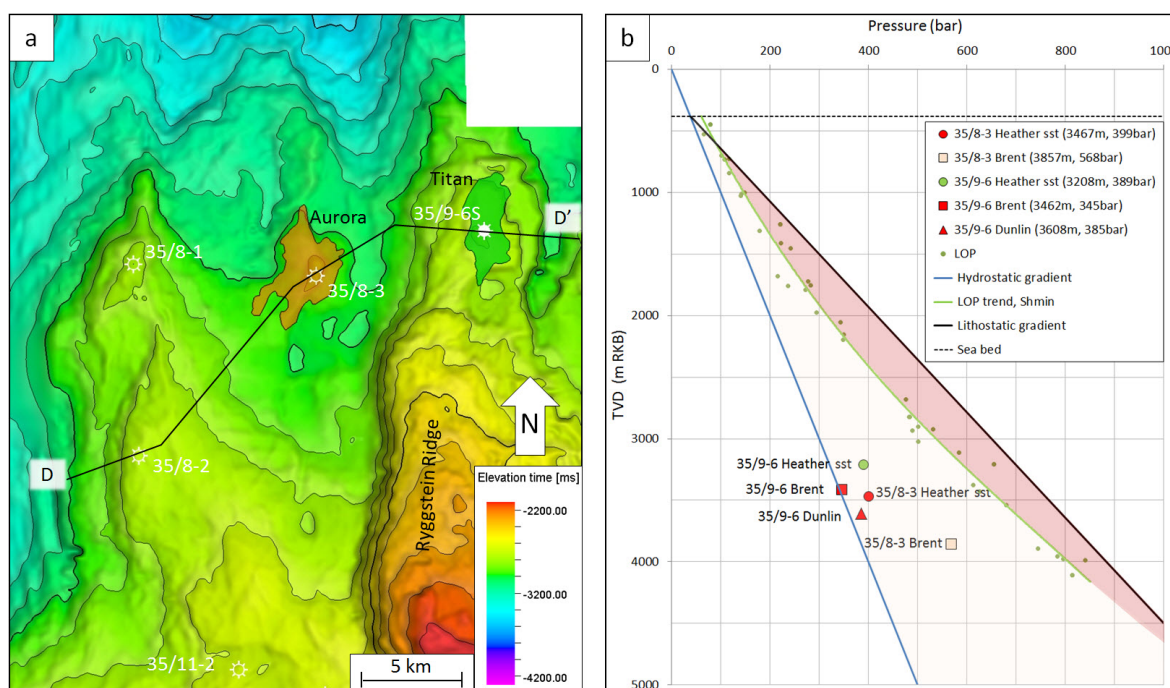 a
Titan
35/9-6S
Aurora
D'
35/8-1
35/8-3
Ryggstein Ridge
N
D
35/8-2
Elevation time [ms]
-2200.00
-3200.00
-4200.00
35/11-2
5 km
b
Pressure (bar)
0
200
400
600
800
1000
TVD (m RKB)
0
1000
2000
3000
4000
5000
35/8-3 Heather sst (3467m, 399bar)
35/8-3 Brent (3857m, 568bar)
35/9-6 Heather sst (3208m, 389bar)
35/9-6 Brent (3462m, 345bar)
35/9-6 Dunlin (3608m, 385bar)
LOP
Hydrostatic gradient
LOP trend, Shmin
Lithostatic gradient
Sea bed
35/9-6 Heather sst
35/9-6 Brent
35/8-3 Heather sst
35/9-6 Dunlin
35/8-3 Brent